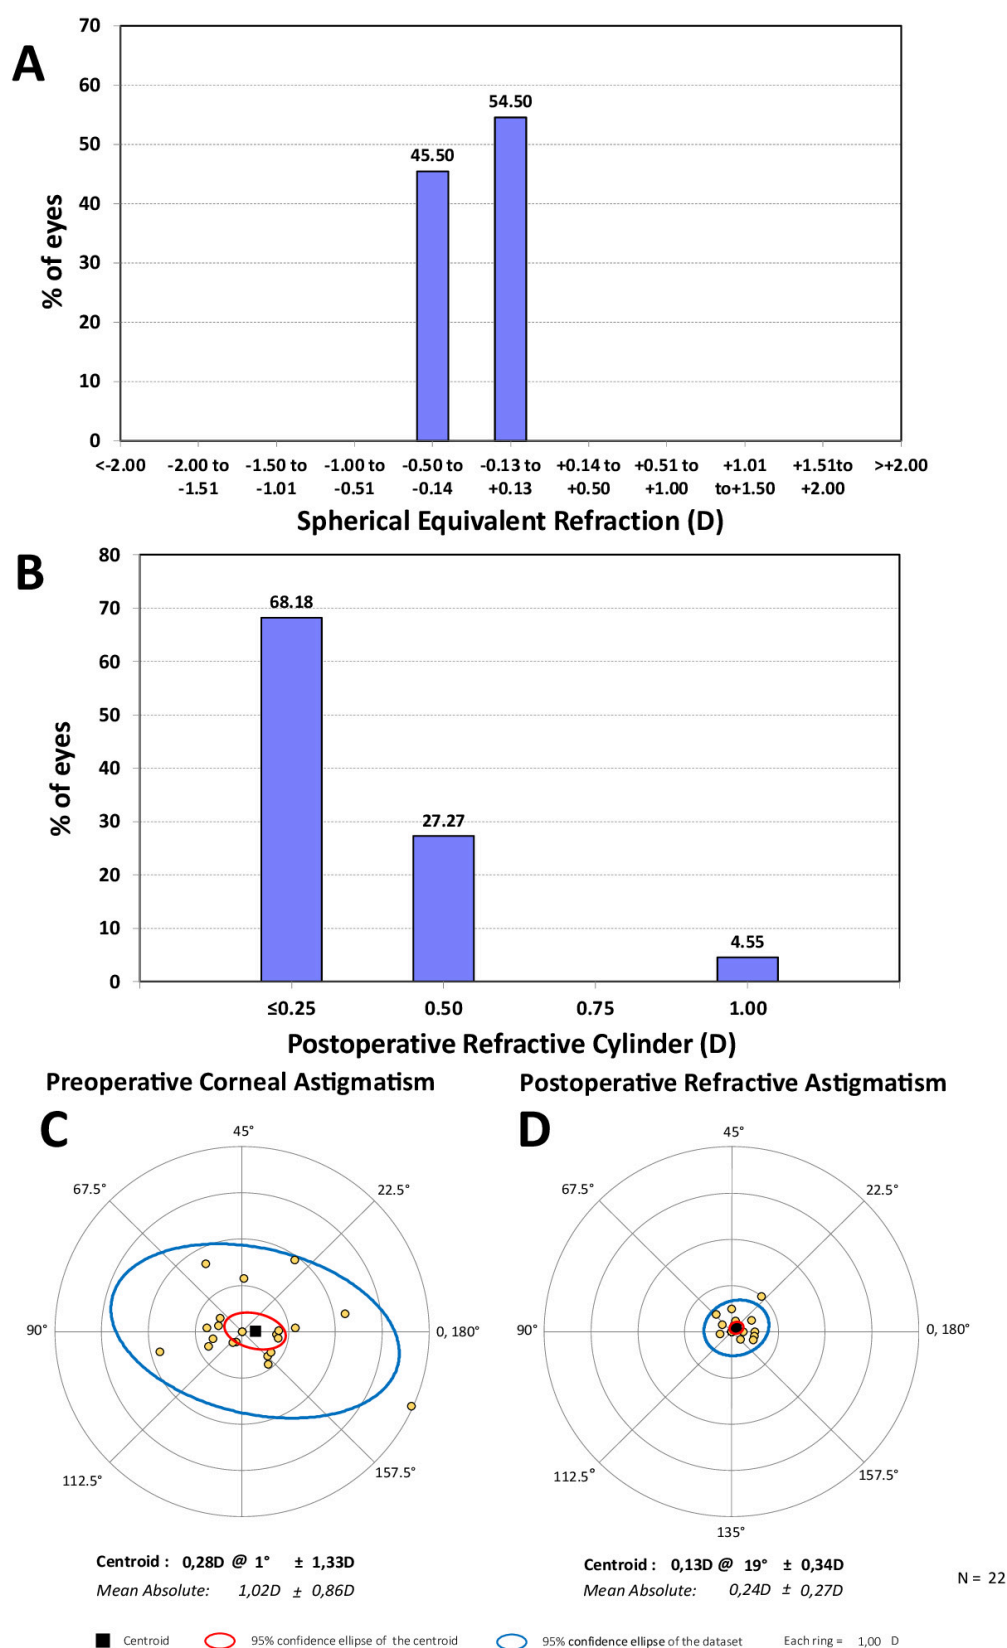 A
70
60
54.50
50
45.50
40
% of eyes
30
20
10
0
<-2.00 -2.00 to -1.50 to -1.00 to -0.50 to -0.13 to +0.14 to +0.51 to +1.01 +1.51to >+2.00
-1.51 -1.01 -0.51 -0.14 +0.13 +0.50 +1.00 to+1.50 +2.00
Spherical Equivalent Refraction (D)
B
80
70
68.18
60
50
% of eyes
40
30
27.27
20
10
4.55
0
≤0.25 0.50 0.75 1.00
Postoperative Refractive Cylinder (D)
Preoperative Corneal Astigmatism
C
45°
67.5°
22.5°
90°
0, 180°
112.5°
157.5°
Centroid : 0,28D @ 1° ± 1,33D
Mean Absolute: 1,02D ± 0,86D
Postoperative Refractive Astigmatism
D
45°
67.5°
22.5°
90°
0, 180°
112.5°
157.5°
135°
Centroid : 0,13D @ 19° ± 0,34D
Mean Absolute: 0,24D ± 0,27D
N = 22
Centroid 95% confidence ellipse of the centroid 95% confidence ellipse of the dataset Each ring = 1,00 D